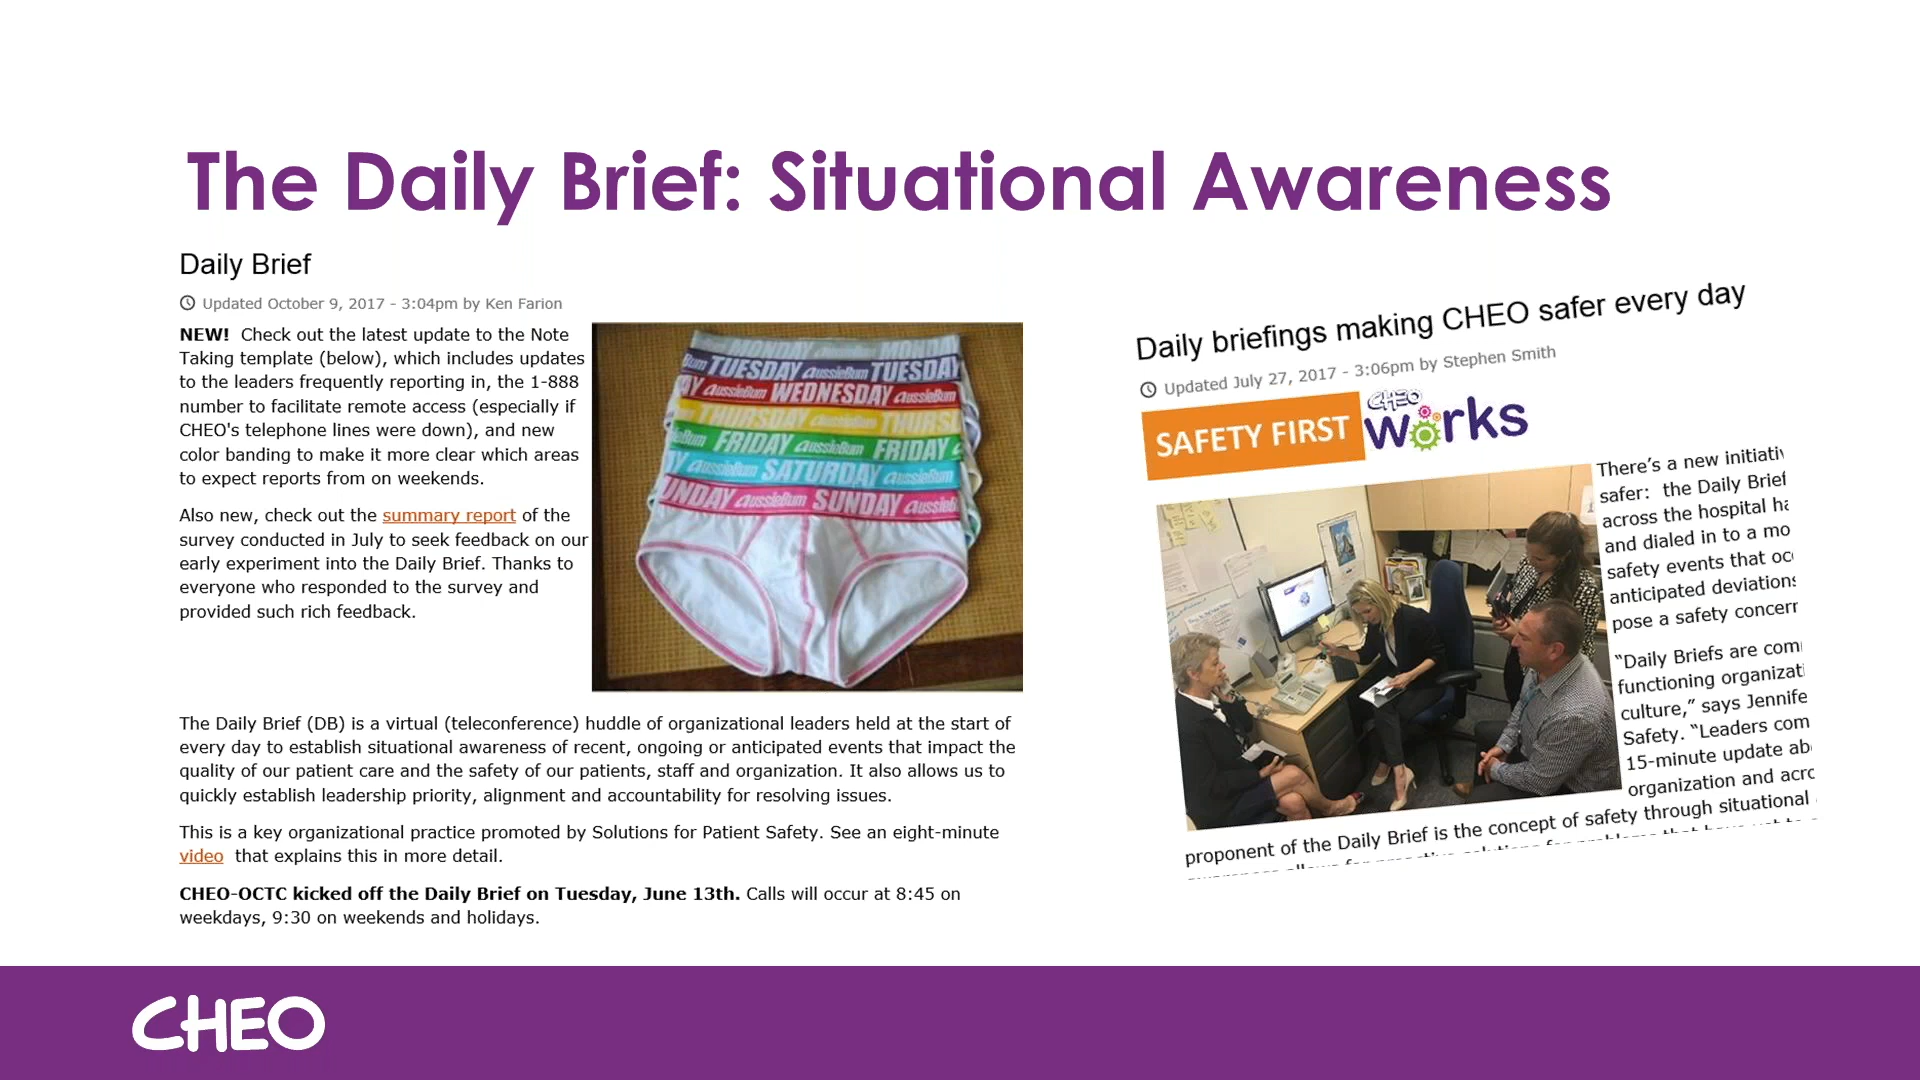 The Daily Brief: Situational Awareness
Daily Brief
Updated October 9, 2017 - 3:04pm by Ken Farion
NEW! Check out the latest update to the Note
Taking template (below), which includes updates
to the leaders frequently reporting in, the 1-888
number to facilitate remote access (especially if
CHEO's telephone lines were down), and new
color banding to make it more clear which areas
to expect reports from on weekends.
Also new, check out the summary report of the
survey conducted in July to seek feedback on our
early experiment into the Daily Brief. Thanks to
everyone who responded to the survey and
provided such rich feedback.
TUESDAY aussieBum TUESDAY
aussieBum WEDNESDAY aussieBum
THURSDAY
FRIDAY aussieBum FRIDAY
aussieBum SATURDAY aussieBum
aussieBum SUNDAY
The Daily Brief (DB) is a virtual (teleconference) huddle of organizational leaders held at the start of
every day to establish situational awareness of recent, ongoing or anticipated events that impact the
quality of our patient care and the safety of our patients, staff and organization. It also allows us to
quickly establish leadership priority, alignment and accountability for resolving issues.
This is a key organizational practice promoted by Solutions for Patient Safety. See an eight-minute
video that explains this in more detail.
CHEO-OCTC kicked off the Daily Brief on Tuesday, June 13th. Calls will occur at 8:45 on
weekdays, 9:30 on weekends and holidays.
Daily briefings making CHEO safer every day
Updated July 27, 2017 - 3:06pm by Stephen Smith
SAFETY FIRST
CHEO
works
There's a new
safer: the Daily Brief
across the hospital
and dialed in to a
safety events that
anticipated
pose a safety
"Daily Briefs are
functioning
culture," says
Safety. "Leaders
15-minute update
organization and
proponent of the Daily Brief is the concept of safety through situational
CHEO